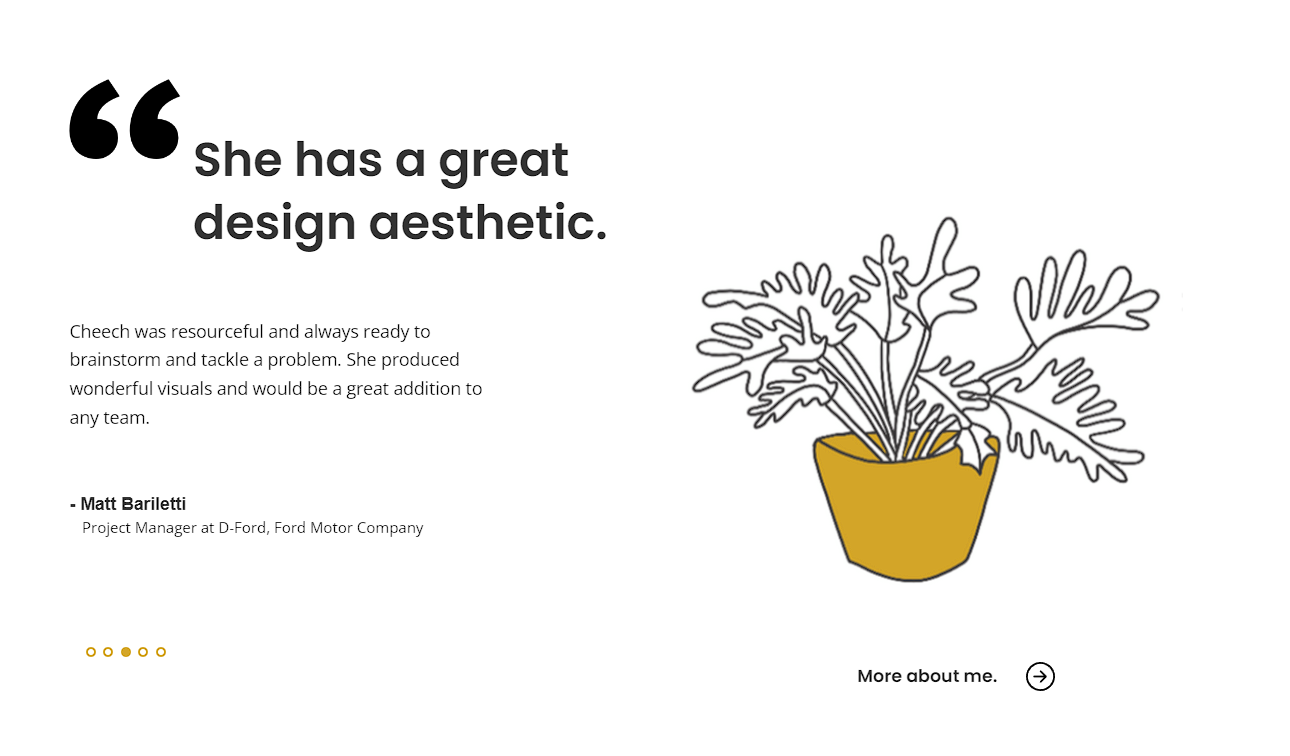 “ She has a great
design aesthetic.
Cheech was resourceful and always ready to
brainstorm and tackle a problem. She produced
wonderful visuals and would be a great addition to
any team.
- Matt Bariletti
Project Manager at D-Ford, Ford Motor Company
More about me.